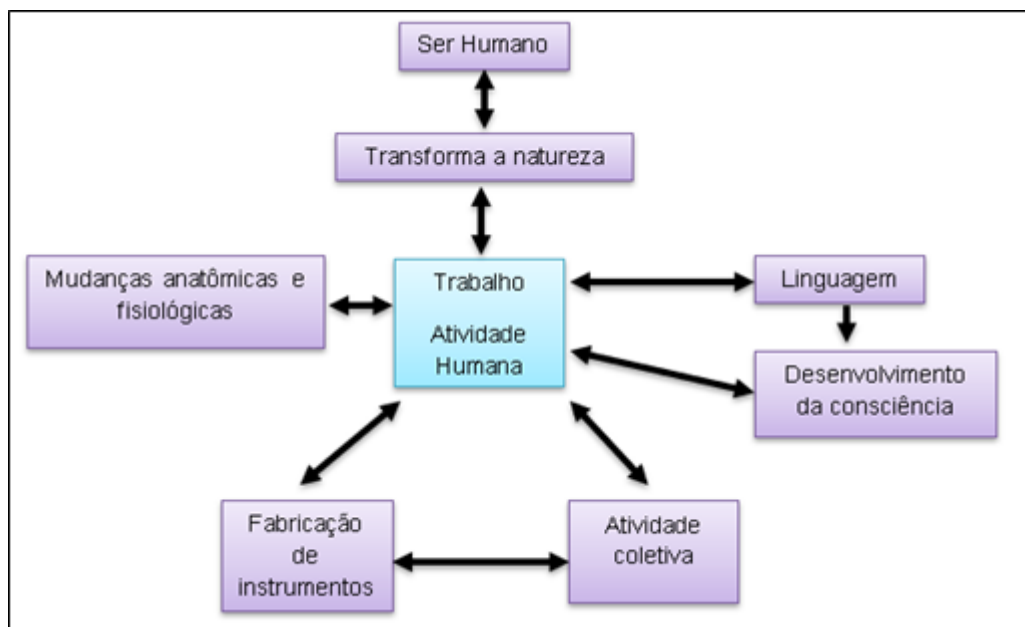 Ser Humano
Transforma a natureza
Mudanças anatômicas e
fisiológicas
Trabalho
Atividade
Humana
Linguagem
Desenvolvimento
da consciência
Fabricação
de
instrumentos
Atividade
coletiva